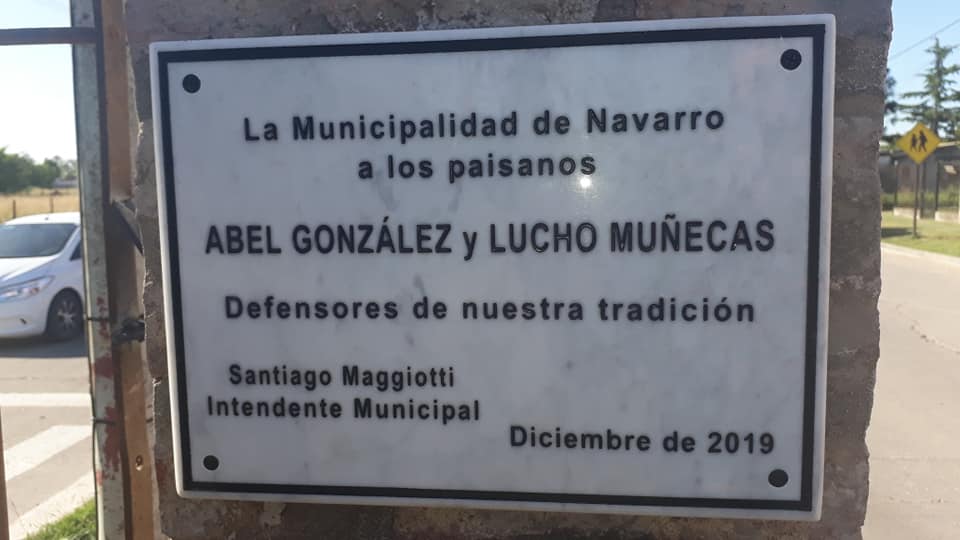 La Municipalidad de Navarro
a los paisanos
ABEL GONZÁLEZ y LUCHO MUÑECAS
Defensores de nuestra tradición
Santiago Maggiotti
Intendente Municipal
Diciembre de 2019